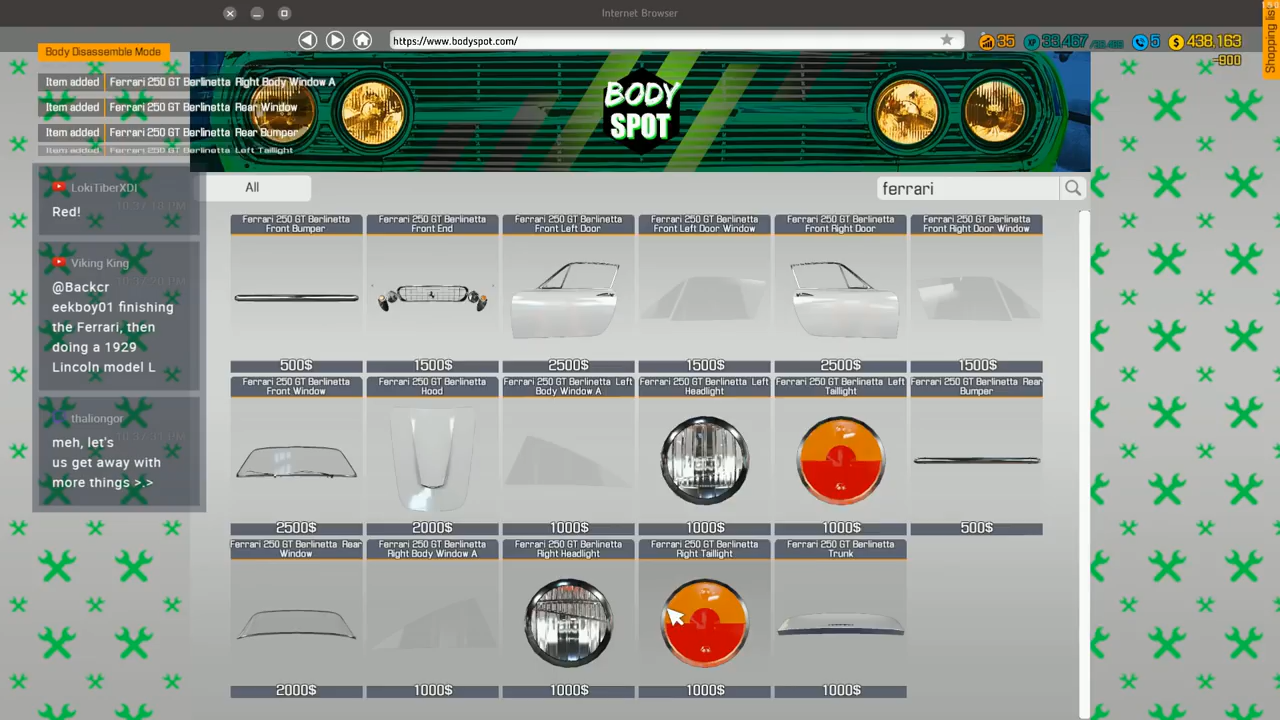 Internet Browser
https://www.bodyspot.com/
35
5
438,163
-900
Shopping list
Body Disassemble Mode
Item added Ferrari 250 GT Berlinetta Right Body Window A
Item added Ferrari 250 GT Berlinetta Rear Window
Item added Ferrari 250 GT Berlinetta Rear Bumper
Item added Ferrari 250 GT Berlinetta Left Taillight
BODY
SPOT
All
ferrari
LokiTiberXDI
Red!
Viking King
@Backcr
eekboy01 finishing
the Ferrari, then
doing a 1929
Lincoln model L
thaliongor
meh, let's
us get away with
more things >.>
Ferrari 250 GT Berlinetta
Front Bumper
500$
Ferrari 250 GT Berlinetta
Front End
1500$
Ferrari 250 GT Berlinetta
Front Left Door
2500$
Ferrari 250 GT Berlinetta
Front Left Door Window
1500$
Ferrari 250 GT Berlinetta
Front Right Door
2500$
Ferrari 250 GT Berlinetta
Front Right Door Window
1500$
Ferrari 250 GT Berlinetta
Front Window
2500$
Ferrari 250 GT Berlinetta
Hood
2000$
Ferrari 250 GT Berlinetta Left
Body Window A
1000$
Ferrari 250 GT Berlinetta Left
Headlight
1000$
Ferrari 250 GT Berlinetta Left
Taillight
1000$
Ferrari 250 GT Berlinetta Rear
Bumper
500$
Ferrari 250 GT Berlinetta Rear
Window
2000$
Ferrari 250 GT Berlinetta
Right Body Window A
1000$
Ferrari 250 GT Berlinetta
Right Headlight
1000$
Ferrari 250 GT Berlinetta
Right Taillight
1000$
Ferrari 250 GT Berlinetta
Trunk
1000$